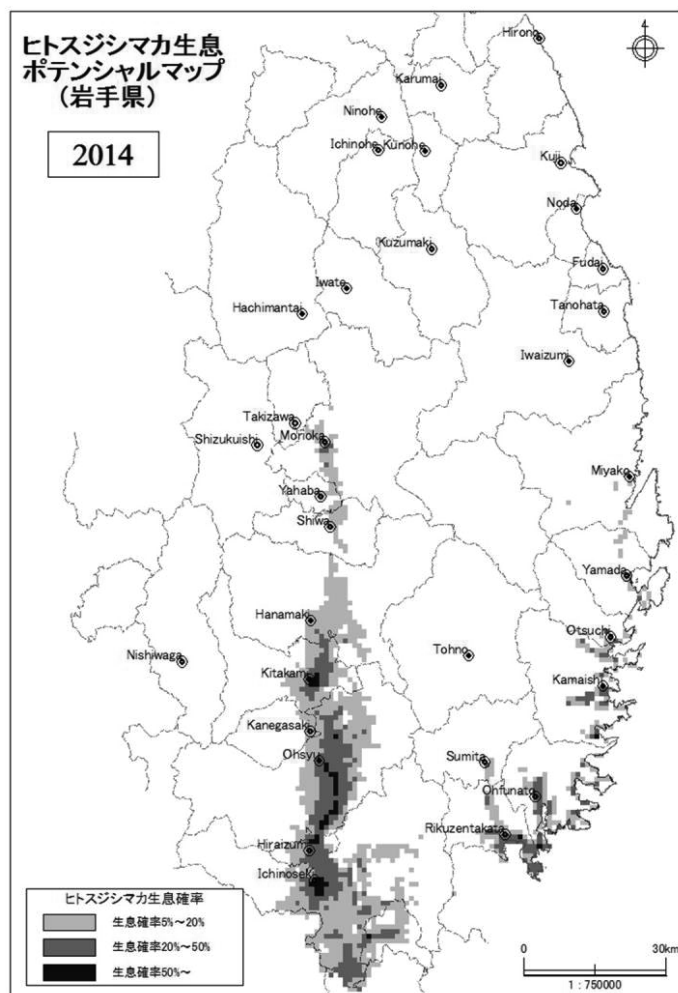 ヒトスジシマカ生息
ポテンシャルマップ
(岩手県)
2014
4
Hirono
Karumai
Ninohe
Ichinohe
Kunohe
Kuji
Noda
Kuzumaki
Fudai
Iwate
Hachimantai
Tanohata
Iwaizumi
Takizawa
Morioka
Shizukuishi
Miyako
Yahaba
Shiwa
Yamada
Hanamaki
Otsuchi
Tohno
Nishiwaga
Kitakami
Kamaishi
Kanegasaki
Ohsyu
Sumita
Ohfunato
Rikuzentakata
Hiraizumi
Ichinoseki
ヒトスジシマカ生息確率
生息確率5%~20%
生息確率20%~50%
生息確率50%~
0 30km
1 : 750000